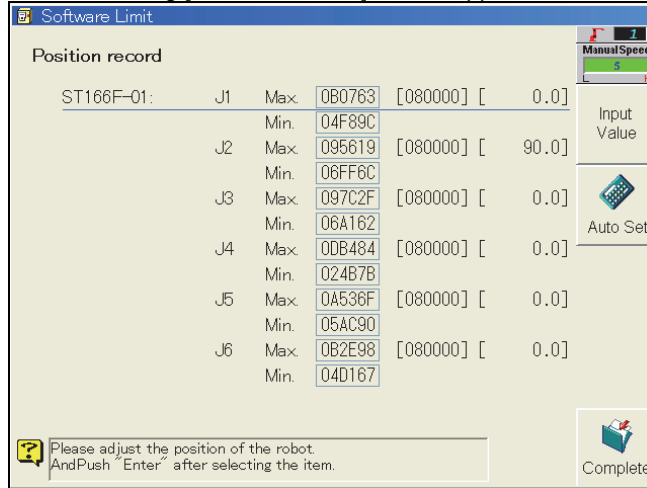 Software Limit
1
Position record
Manual Speed
5
L H
ST166F-01: J1 Max. 0B0763 [080000] [ 0.0]
Min. 04F89C
Input
Value
J2 Max. 095619 [080000] [ 90.0]
Min. 06FF6C
J3 Max. 097C2F [080000] [ 0.0]
Min. 06A162
Auto Set
J4 Max. 0DB484 [080000] [ 0.0]
Min. 024B7B
J5 Max. 0A536F [080000] [ 0.0]
Min. 05AC90
J6 Max. 0B2E98 [080000] [ 0.0]
Min. 04D167
Please adjust the position of the robot.
AndPush "Enter" after selecting the item.
Complete